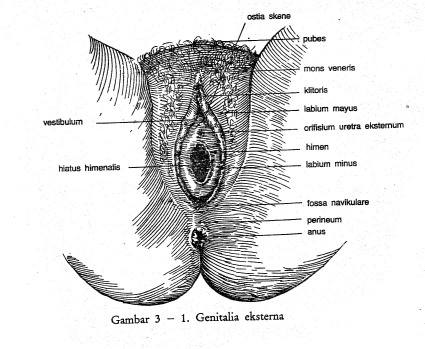 ostia skene
pubes
mons veneris
klitoris
labium mayus
vestibulum
orifisium uretra eksternum
himen
hiatus himenalis
labium minus
fossa navikulare
perineum
anus
Gambar 3 – 1. Genitalia eksterna